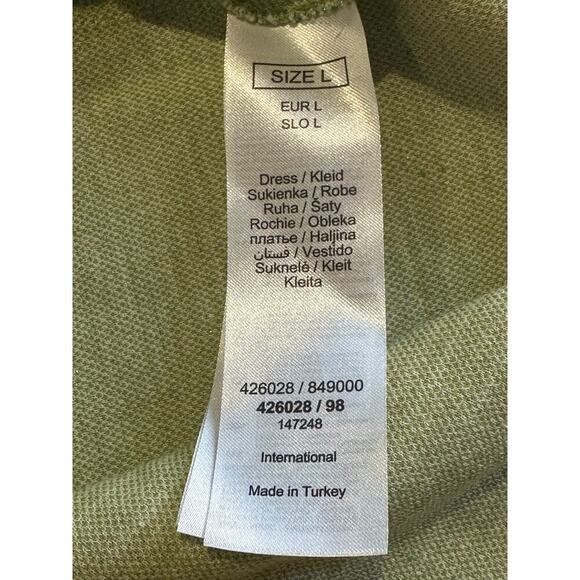 SIZE L
EUR L
SLO L
Dress / Kleid
Sukienka / Robe
Ruha / Šaty
Rochie / Obleka
платье / Haljina
فستان / Vestido
Suknelė / Kleit
Kleita
426028 / 849000
426028 / 98
147248
International
Made in Turkey